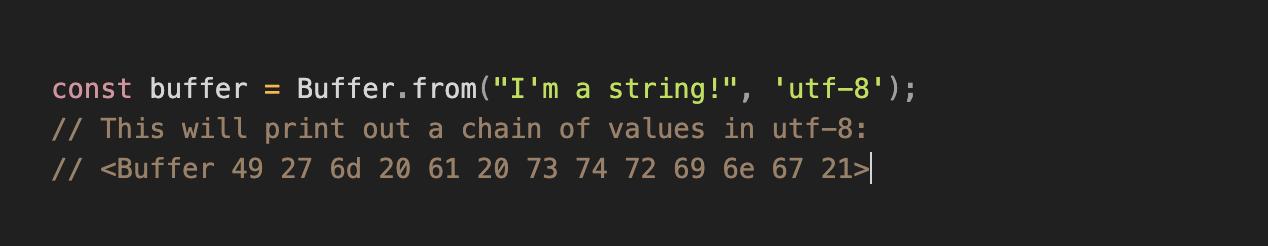 const buffer = Buffer.from("I'm a string!", 'utf-8');
// This will print out a chain of values in utf-8:
// <Buffer 49 27 6d 20 61 20 73 74 72 69 6e 67 21>